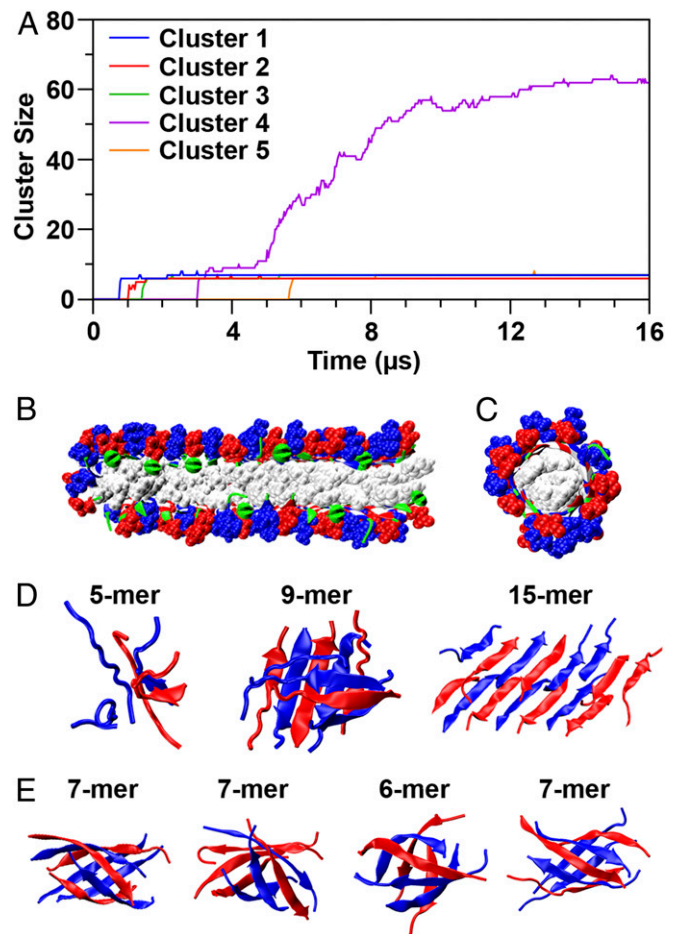 A
80
60
40
20
0
Cluster Size
Cluster 1
Cluster 2
Cluster 3
Cluster 4
Cluster 5
0 4 8 12 16
Time (µs)
B C
D 5-mer 9-mer 15-mer
E 7-mer 7-mer 6-mer 7-mer